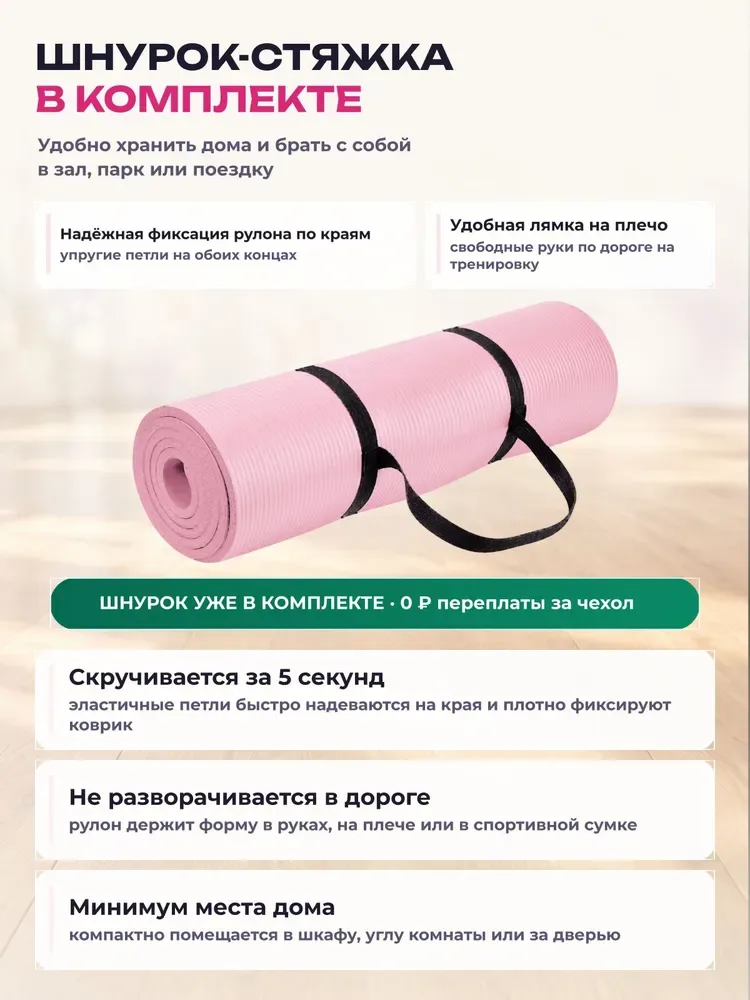 ШНУРОК-СТЯЖКА
В КОМПЛЕКТЕ
Удобно хранить дома и брать с собой
в зал, парк или поездку
Надёжная фиксация рулона по краям
упругие петли на обоих концах
Удобная лямка на плечо
свободные руки по дороге на
тренировку
ШНУРОК УЖЕ В КОМПЛЕКТЕ · 0 ₽ переплаты за чехол
Скручивается за 5 секунд
эластичные петли быстро надеваются на края и плотно фиксируют
коврик
Не разворачивается в дороге
рулон держит форму в руках, на плече или в спортивной сумке
Минимум места дома
компактно помещается в шкафу, углу комнаты или за дверью